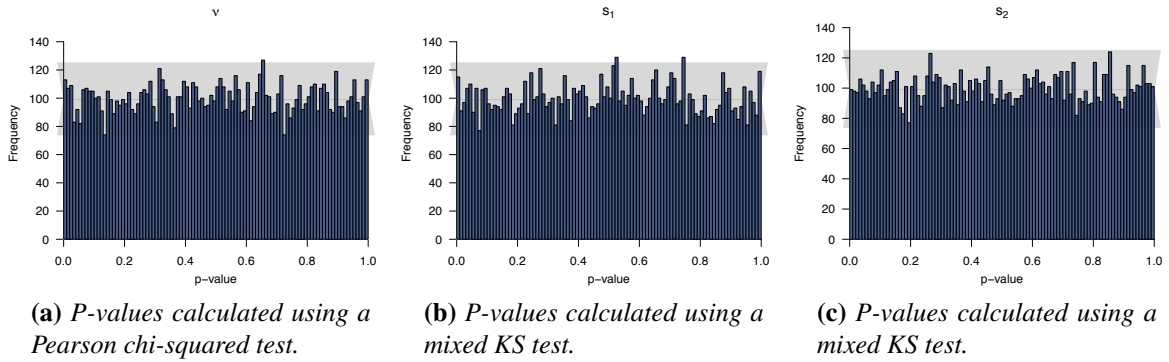 ν
140
120
100
80
60
40
20
0
Frequency
0.0 0.2 0.4 0.6 0.8 1.0
p−value
(a) P-values calculated using a
Pearson chi-squared test.
s1
140
120
100
80
60
40
20
0
Frequency
0.0 0.2 0.4 0.6 0.8 1.0
p−value
(b) P-values calculated using a
mixed KS test.
s2
140
120
100
80
60
40
20
0
Frequency
0.0 0.2 0.4 0.6 0.8 1.0
p−value
(c) P-values calculated using a
mixed KS test.